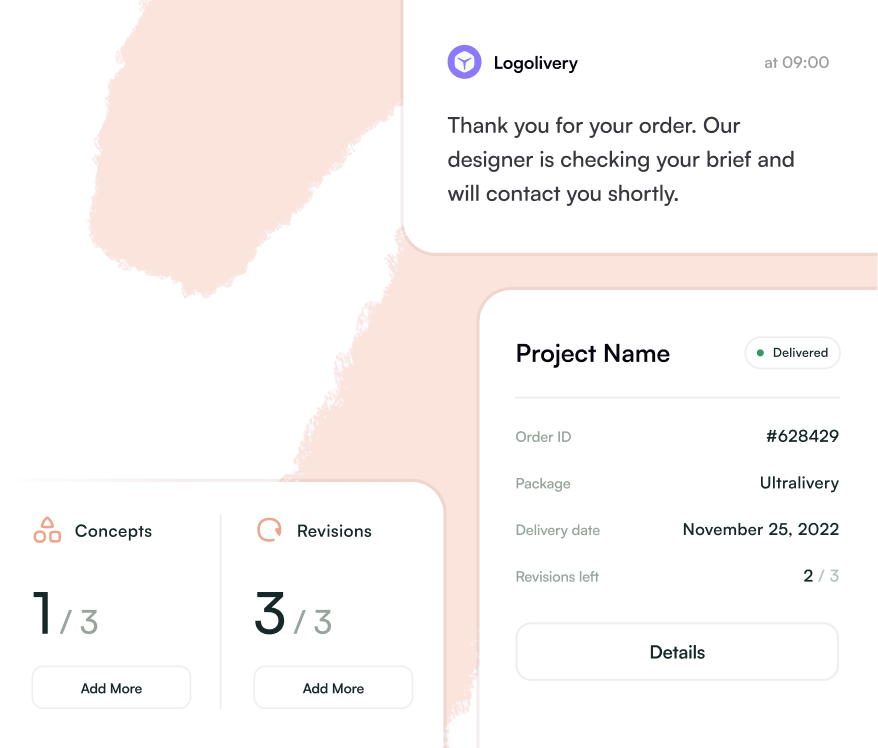 Logolivery at 09:00
Thank you for your order. Our
designer is checking your brief and
will contact you shortly.
Project Name Delivered
Order ID #628429
Package Ultralivery
Delivery date November 25, 2022
Revisions left 2 / 3
Details
Concepts
1 / 3
Add More
Revisions
3 / 3
Add More